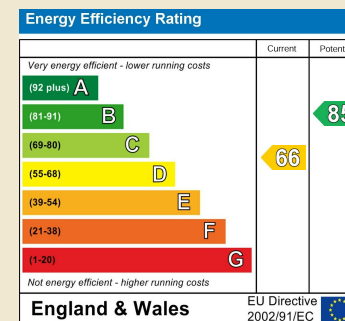 Energy Efficiency Rating
Current
Very energy efficient - lower running costs
(92 plus) A
(81-91) B
85
(69-80) C
66
(55-68) D
(39-54) E
(21-38) F
(1-20) G
Not energy efficient - higher running costs
England & Wales
EU Directive
2002/91/EC